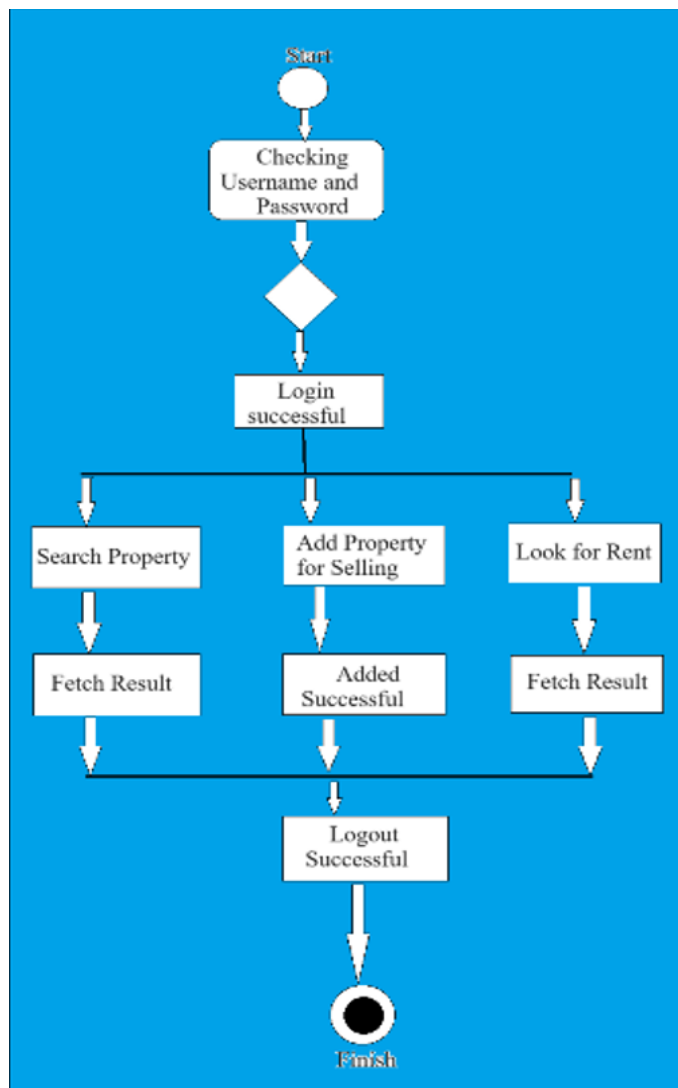 Start
Checking
Username and
Password
Login
successful
Search Property
Add Property
for Selling
Look for Rent
Fetch Result
Added
Successful
Fetch Result
Logout
Successful
Finish